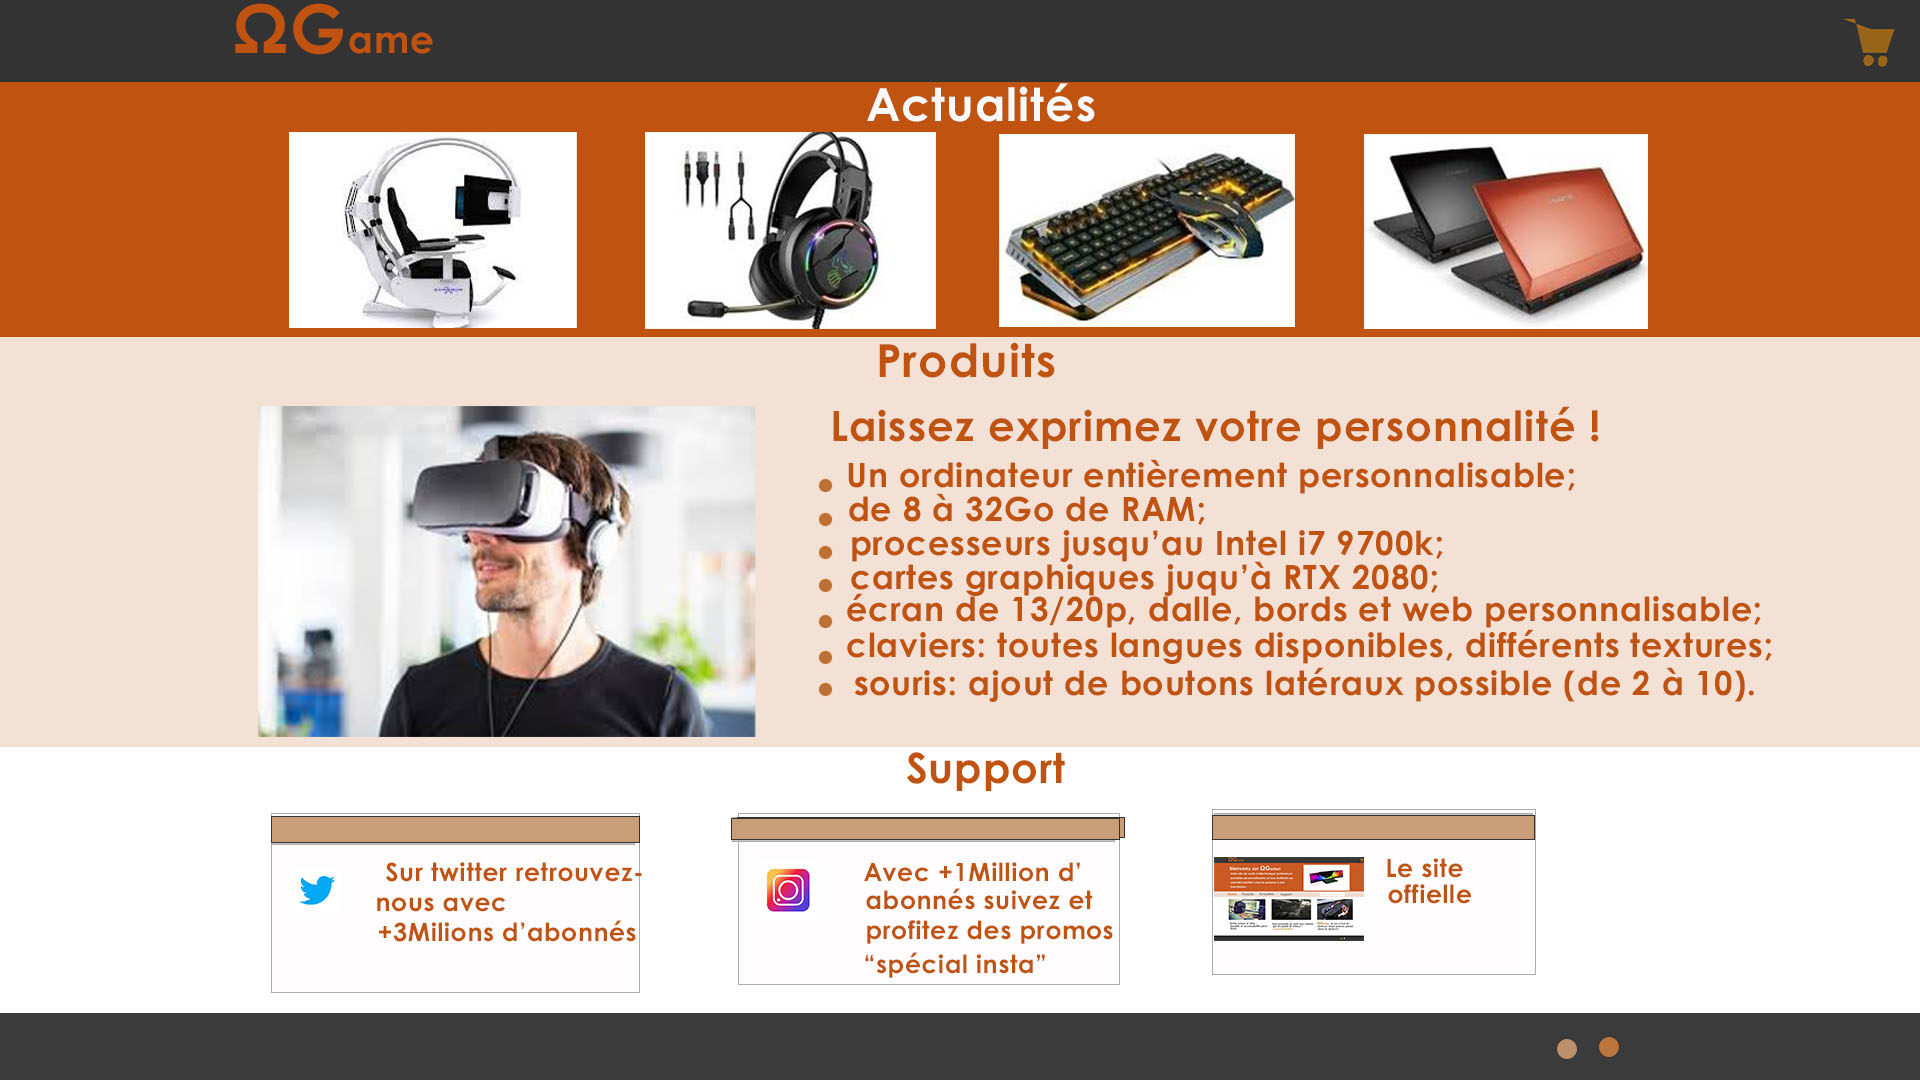 ΩGame
Actualités
Produits
Laissez exprimez votre personnalité !
Un ordinateur entièrement personnalisable;
de 8 à 32Go de RAM;
processeurs jusqu’au Intel i7 9700k;
cartes graphiques juqu’à RTX 2080;
écran de 13/20p, dalle, bords et web personnalisable;
claviers: toutes langues disponibles, différents textures;
souris: ajout de boutons latéraux possible (de 2 à 10).
Support
Sur twitter retrouvez-
nous avec
+3Milions d’abonnés
Avec +1Million d’
abonnés suivez et
profitez des promos
“spécial insta”
Bienvenu sur ΩGame!
Le site
offielle